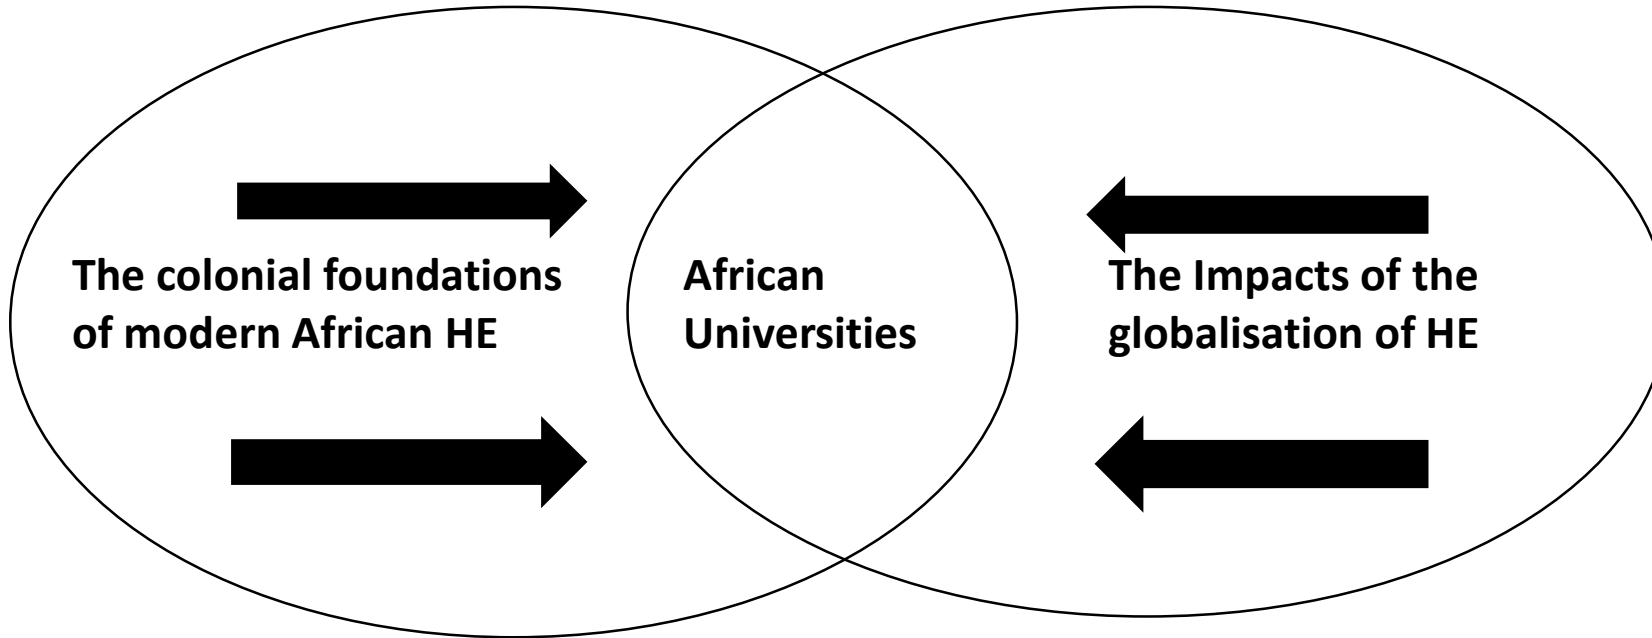 The colonial foundations
of modern African HE
African
Universities
The Impacts of the
globalisation of HE